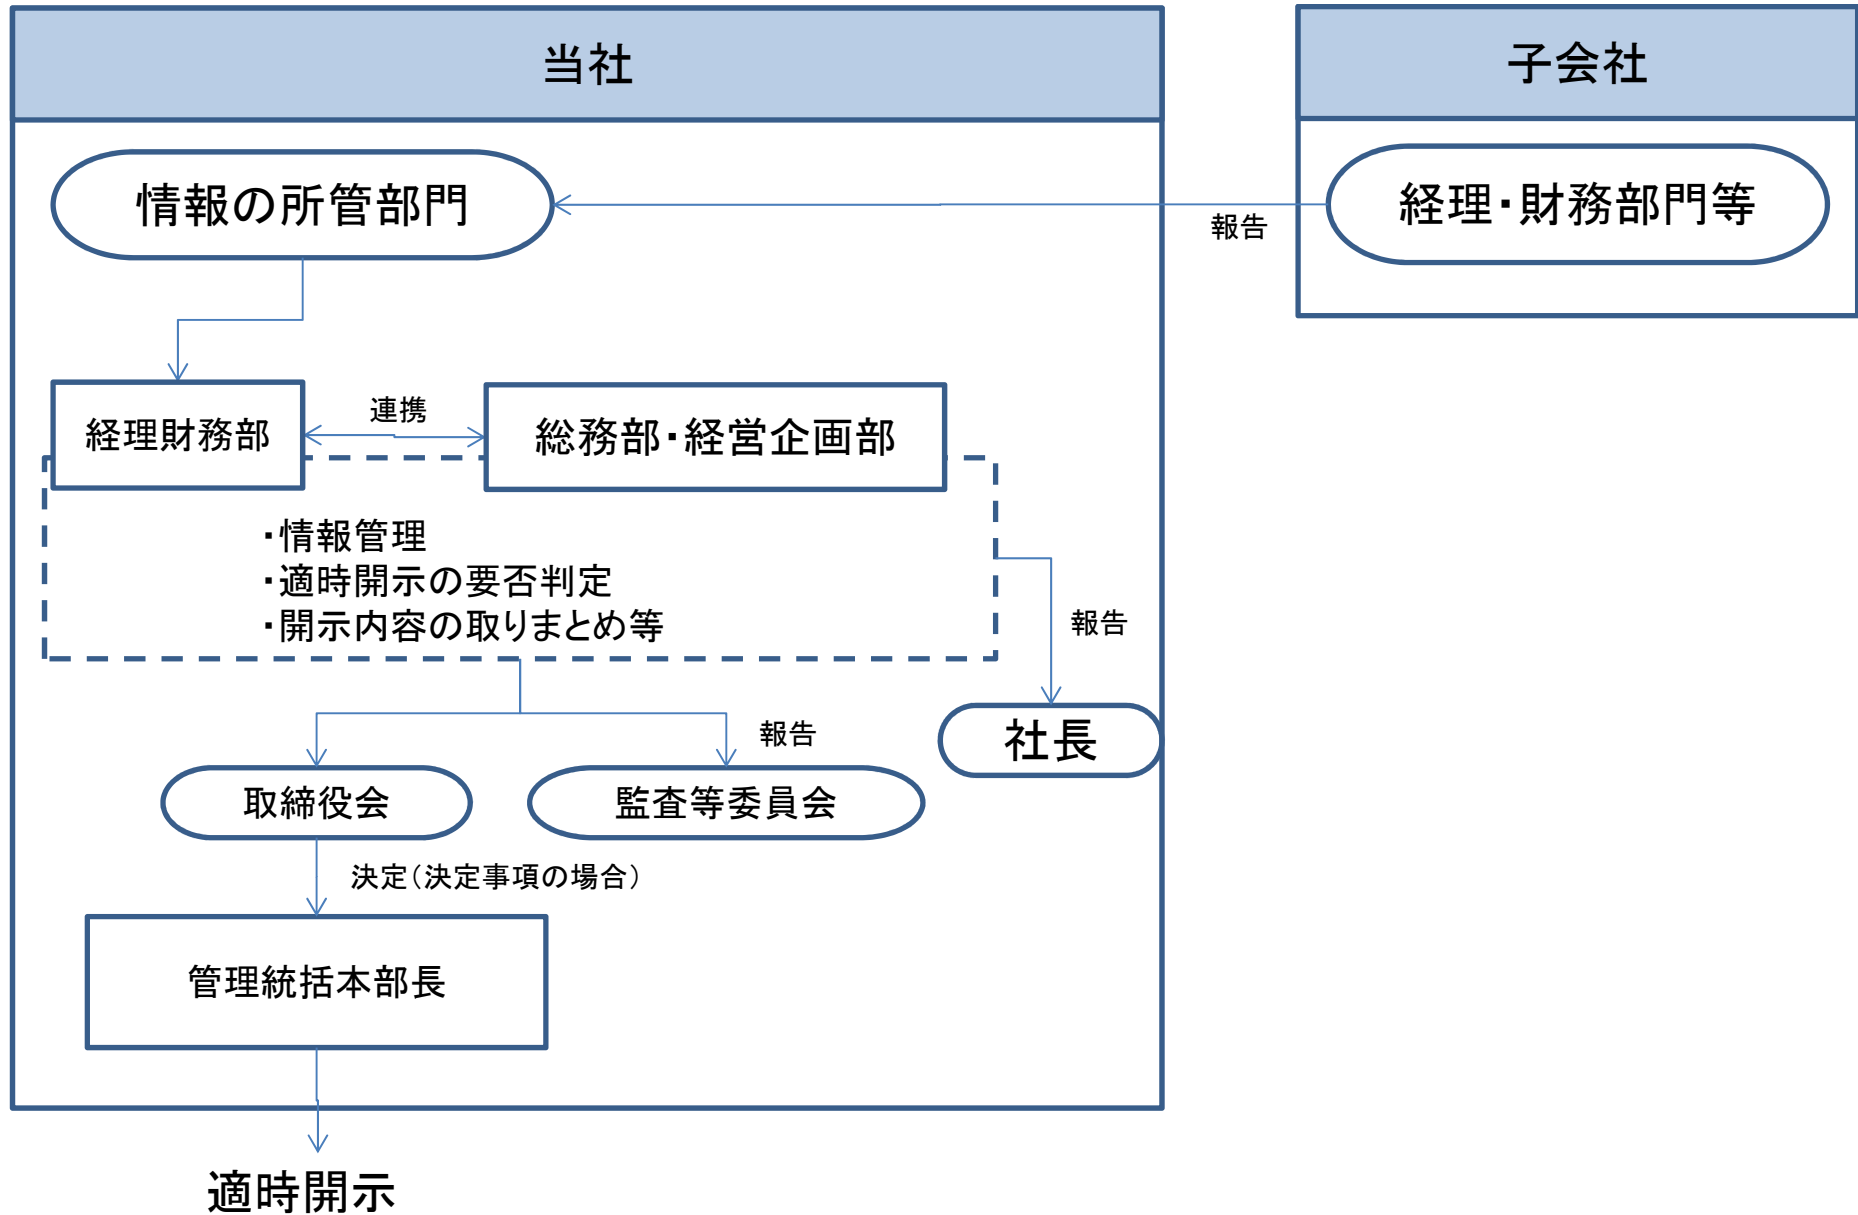 当社
子会社
情報の所管部門
経理・財務部門等
報告
経理財務部
連携
総務部・経営企画部
・情報管理
・適時開示の要否判定
・開示内容の取りまとめ等
報告
報告
社長
取締役会
監査等委員会
決定(決定事項の場合)
管理統括本部長
適時開示